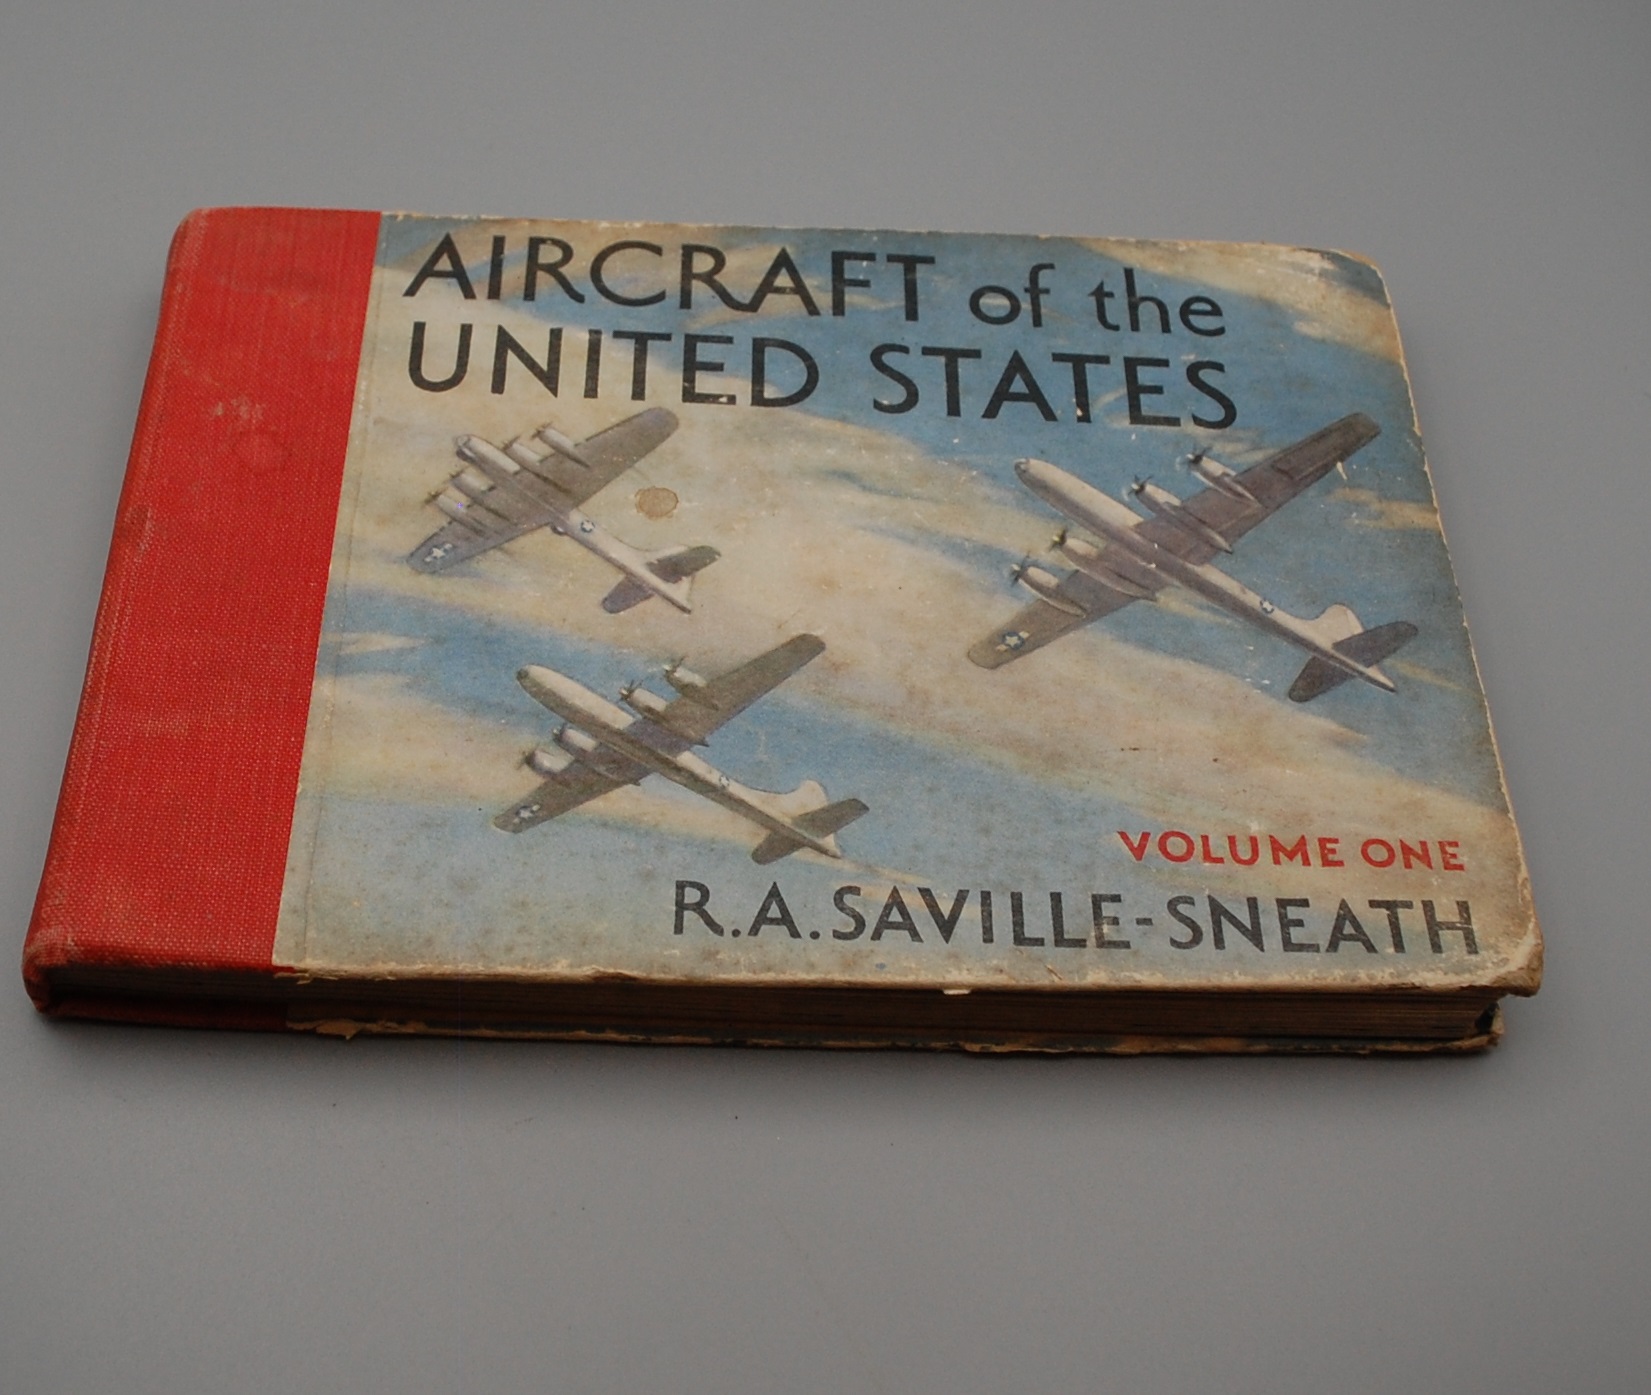 AIRCRAFT of the
UNITED STATES
VOLUME ONE
R.A. SAVILLE-SNEATH